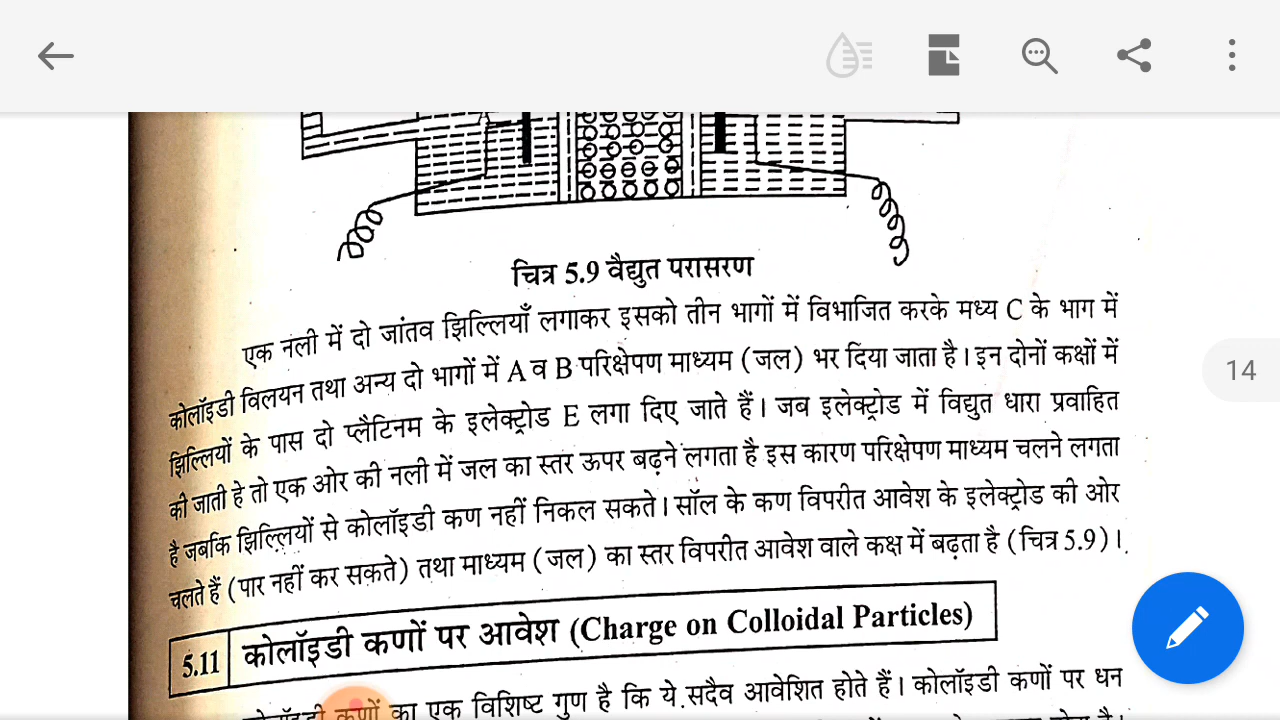 चित्र 5.9 वैद्युत परासरण
एक नली में दो जांतव झिल्लियाँ लगाकर इसको तीन भागों में विभाजित करके मध्य C के भाग में
कोलॉइडी विलयन तथा अन्य दो भागों में A व B परिक्षेपण माध्यम (जल) भर दिया जाता है। इन दोनों कक्षों में
झिल्लियों के पास दो प्लैटिनम के इलेक्ट्रोड E लगा दिए जाते हैं। जब इलेक्ट्रोड में विद्युत धारा प्रवाहित
की जाती हे तो एक ओर की नली में जल का स्तर ऊपर बढ़ने लगता है इस कारण परिक्षेपण माध्यम चलने लगता
है जबकि झिल्लियों से कोलॉइडी कण नहीं निकल सकते। सॉल के कण विपरीत आवेश के इलेक्ट्रोड की ओर
चलते हैं (पार नहीं कर सकते) तथा माध्यम (जल) का स्तर विपरीत आवेश वाले कक्ष में बढ़ता है (चित्र 5.9)।
14
5.11 कोलॉइडी कणों पर आवेश (Charge on Colloidal Particles)
कणों का एक विशिष्ट गुण है कि ये सदैव आवेशित होते हैं। कोलॉइडी कणों पर धन